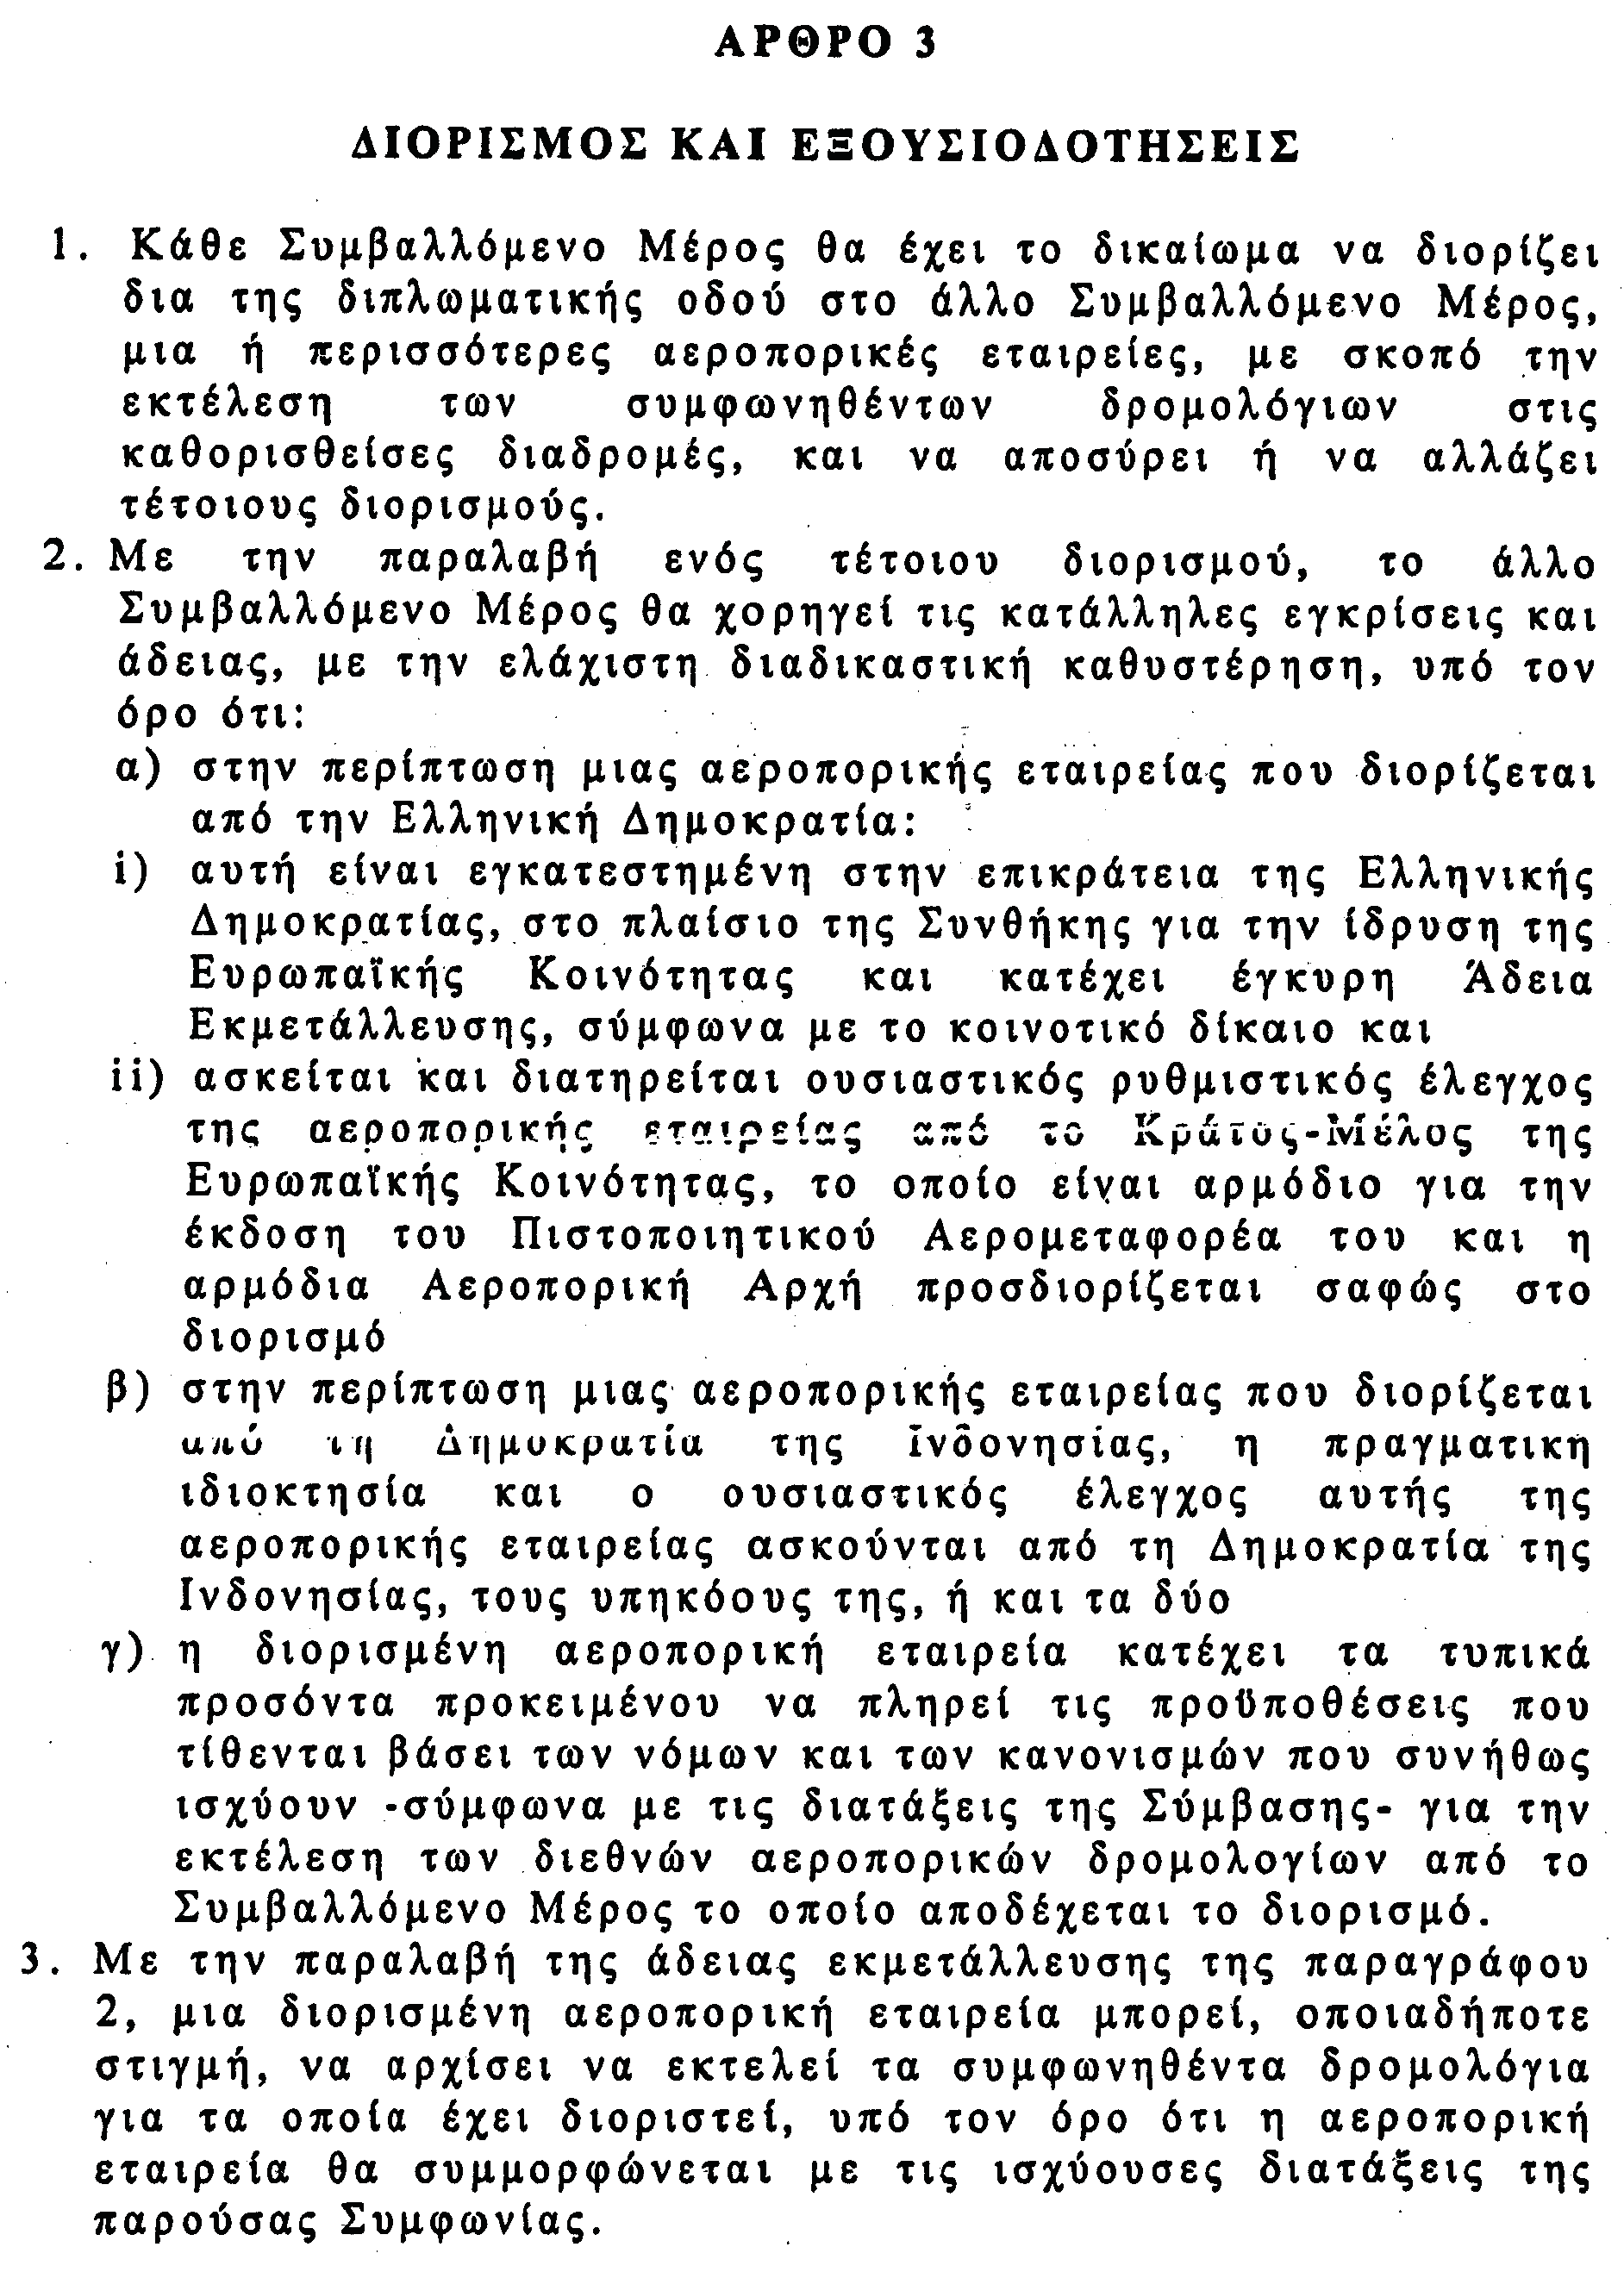 ΑΡΘΡΟ 3
ΔΙΟΡΙΣΜΟΣ ΚΑΙ ΕΞΟΥΣΙΟΔΟΤΗΣΕΙΣ
1. Κάθε Συμβαλλόμενο Μέρος θα έχει το δικαίωμα να διορίζει
δια της διπλωματικής οδού στο άλλο Συμβαλλόμενο Μέρος,
μια ή περισσότερες αεροπορικές εταιρείες, με σκοπό την
εκτέλεση των συμφωνηθέντων δρομολόγιων στις
καθορισθείσες διαδρομές, και να αποσύρει ή να αλλάζει
τέτοιους διορισμούς.
2. Με την παραλαβή ενός τέτοιου διορισμού, το άλλο
Συμβαλλόμενο Μέρος θα χορηγεί τις κατάλληλες εγκρίσεις και
άδειας, με την ελάχιστη διαδικαστική καθυστέρηση, υπό τον
όρο ότι:
α) στην περίπτωση μιας αεροπορικής εταιρείας που διορίζεται
από την Ελληνική Δημοκρατία:
i) αυτή είναι εγκατεστημένη στην επικράτεια της Ελληνικής
Δημοκρατίας, στο πλαίσιο της Συνθήκης για την ίδρυση της
Ευρωπαϊκής Κοινότητας και κατέχει έγκυρη Άδεια
Εκμετάλλευσης, σύμφωνα με το κοινοτικό δίκαιο και
ii) ασκείται και διατηρείται ουσιαστικός ρυθμιστικός έλεγχος
της αεροπορικής εταιρείας από το Κράτος-Μέλος της
Ευρωπαϊκής Κοινότητας, το οποίο είναι αρμόδιο για την
έκδοση του Πιστοποιητικού Αερομεταφορέα του και η
αρμόδια Αεροπορική Αρχή προσδιορίζεται σαφώς στο
διορισμό
β) στην περίπτωση μιας αεροπορικής εταιρείας που διορίζεται
από τη Δημοκρατία της Ινδονησίας, η πραγματική
ιδιοκτησία και ο ουσιαστικός έλεγχος αυτής της
αεροπορικής εταιρείας ασκούνται από τη Δημοκρατία της
Ινδονησίας, τους υπηκόους της, ή και τα δύο
γ) η διορισμένη αεροπορική εταιρεία κατέχει τα τυπικά
προσόντα προκειμένου να πληρεί τις προϋποθέσεις που
τίθενται βάσει των νόμων και των κανονισμών που συνήθως
ισχύουν -σύμφωνα με τις διατάξεις της Σύμβασης- για την
εκτέλεση των διεθνών αεροπορικών δρομολογίων από το
Συμβαλλόμενο Μέρος το οποίο αποδέχεται το διορισμό.
3. Με την παραλαβή της άδειας εκμετάλλευσης της παραγράφου
2, μια διορισμένη αεροπορική εταιρεία μπορεί, οποιαδήποτε
στιγμή, να αρχίσει να εκτελεί τα συμφωνηθέντα δρομολόγια
για τα οποία έχει διοριστεί, υπό τον όρο ότι η αεροπορική
εταιρεία θα συμμορφώνεται με τις ισχύουσες διατάξεις της
παρούσας Συμφωνίας.